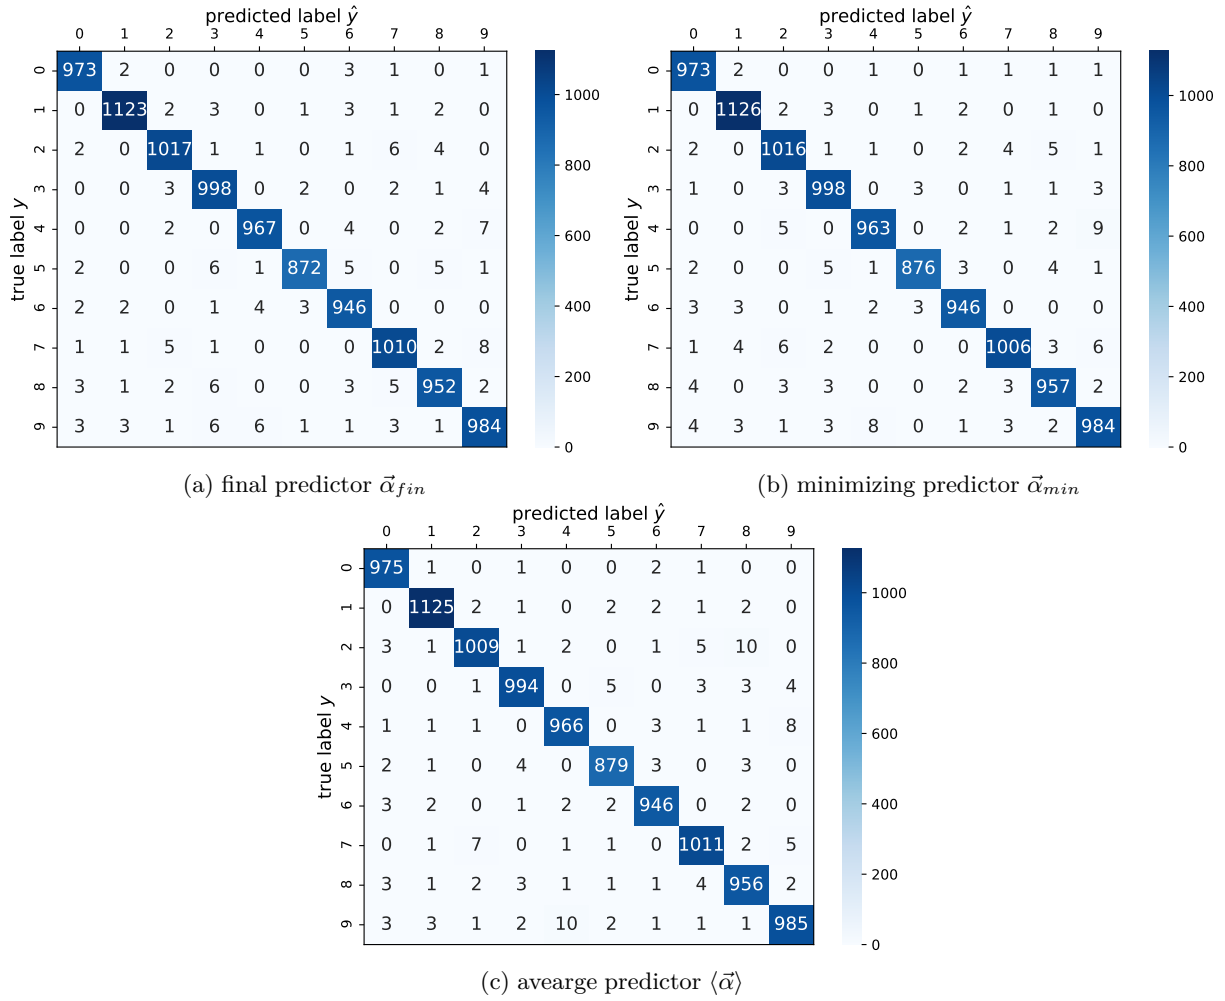 predicted label ŷ
0 1 2 3 4 5 6 7 8 9
true label y
0 973 2 0 0 0 0 3 1 0 1
1 0 1123 2 3 0 1 3 1 2 0
2 2 0 1017 1 1 0 1 6 4 0
3 0 0 3 998 0 2 0 2 1 4
4 0 0 2 0 967 0 4 0 2 7
5 2 0 0 6 1 872 5 0 5 1
6 2 2 0 1 4 3 946 0 0 0
7 1 1 5 1 0 0 0 1010 2 8
8 3 1 2 6 0 0 3 5 952 2
9 3 3 1 6 6 1 1 3 1 984
1000
800
600
400
200
0
(a) final predictor α⃗_fin
predicted label ŷ
0 1 2 3 4 5 6 7 8 9
true label y
0 973 2 0 0 1 0 1 1 1 1
1 0 1126 2 3 0 1 2 0 1 0
2 2 0 1016 1 1 0 2 4 5 1
3 1 0 3 998 0 3 0 1 1 3
4 0 0 5 0 963 0 2 1 2 9
5 2 0 0 5 1 876 3 0 4 1
6 3 3 0 1 2 3 946 0 0 0
7 1 4 6 2 0 0 0 1006 3 6
8 4 0 3 3 0 0 2 3 957 2
9 4 3 1 3 8 0 1 3 2 984
1000
800
600
400
200
0
(b) minimizing predictor α⃗_min
predicted label ŷ
0 1 2 3 4 5 6 7 8 9
true label y
0 975 1 0 1 0 0 2 1 0 0
1 0 1125 2 1 0 2 2 1 2 0
2 3 1 1009 1 2 0 1 5 10 0
3 0 0 1 994 0 5 0 3 3 4
4 1 1 1 0 966 0 3 1 1 8
5 2 1 0 4 0 879 3 0 3 0
6 3 2 0 1 2 2 946 0 2 0
7 0 1 7 0 1 1 0 1011 2 5
8 3 1 2 3 1 1 1 4 956 2
9 3 3 1 2 10 2 1 1 1 985
1000
800
600
400
200
0
(c) avearge predictor ⟨α⃗⟩